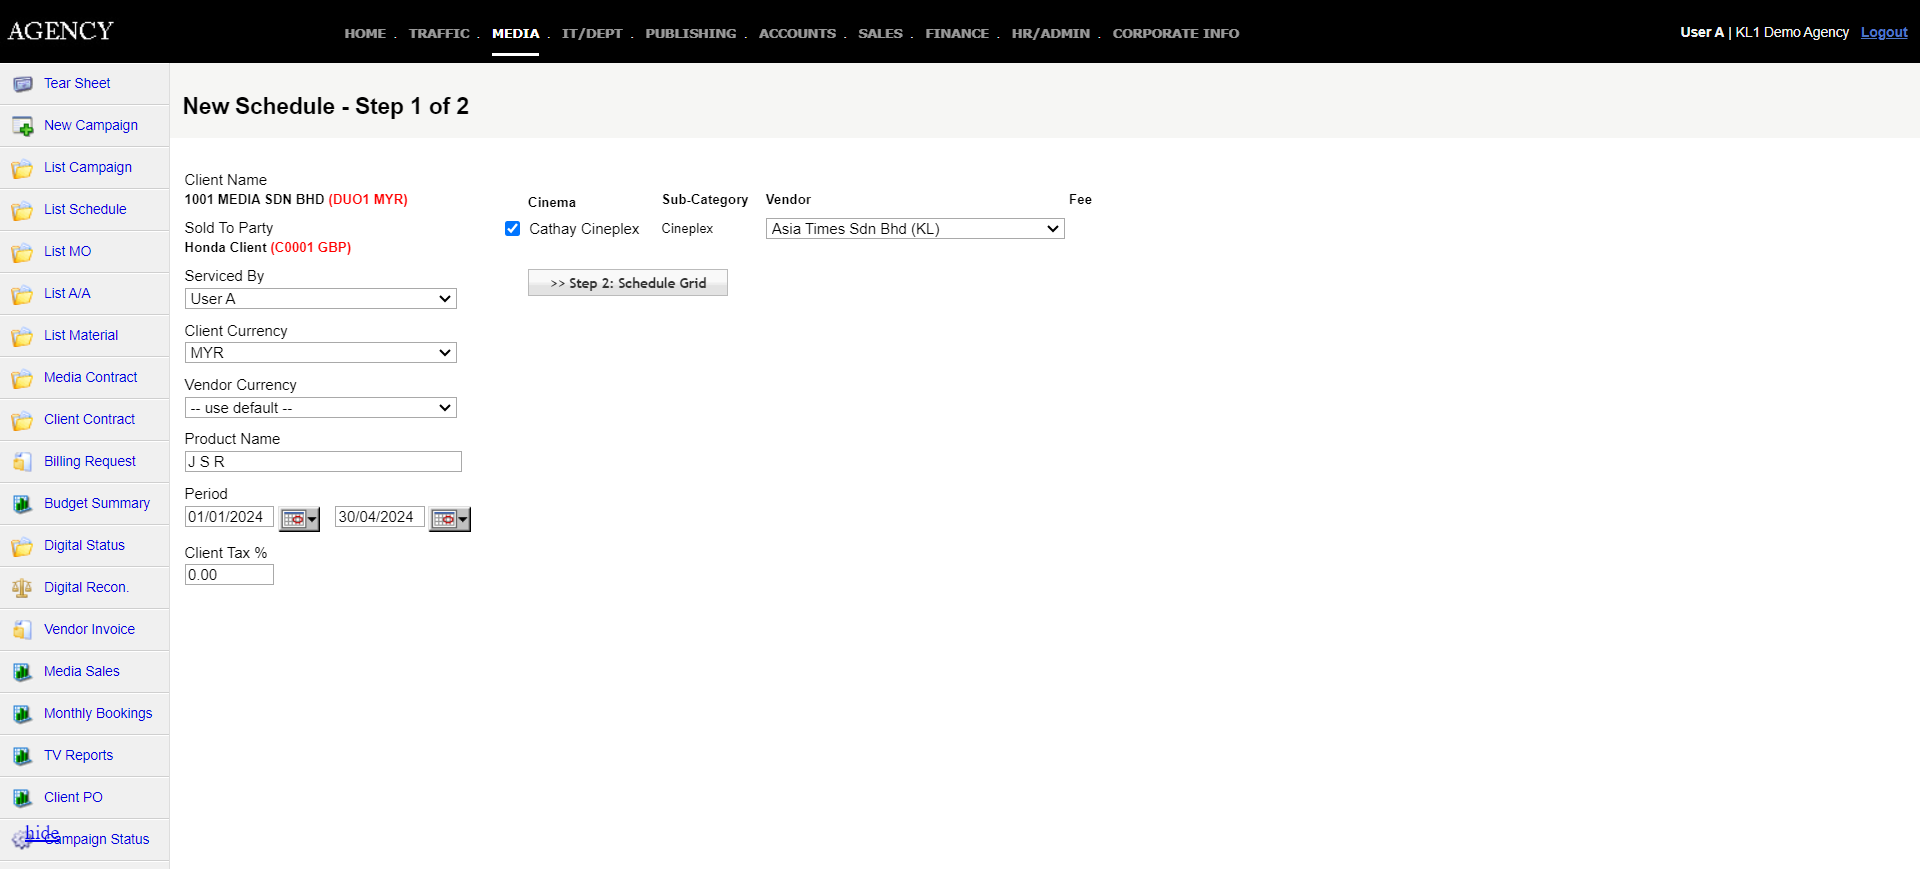 AGENCY
HOME . TRAFFIC . MEDIA . IT/DEPT . PUBLISHING . ACCOUNTS . SALES . FINANCE . HR/ADMIN . CORPORATE INFO
User A | KL1 Demo Agency Logout
Tear Sheet
New Campaign
List Campaign
List Schedule
List MO
List A/A
List Material
Media Contract
Client Contract
Billing Request
Budget Summary
Digital Status
Digital Recon.
Vendor Invoice
Media Sales
Monthly Bookings
TV Reports
Client PO
hide
Campaign Status
New Schedule - Step 1 of 2
Client Name
1001 MEDIA SDN BHD (DUO1 MYR)
Sold To Party
Honda Client (C0001 GBP)
Serviced By
User A
Client Currency
MYR
Vendor Currency
-- use default --
Product Name
J S R
Period
01/01/2024 30/04/2024
Client Tax %
0.00
Cinema Sub-Category Vendor Fee
Cathay Cineplex Cineplex Asia Times Sdn Bhd (KL)
>> Step 2: Schedule Grid